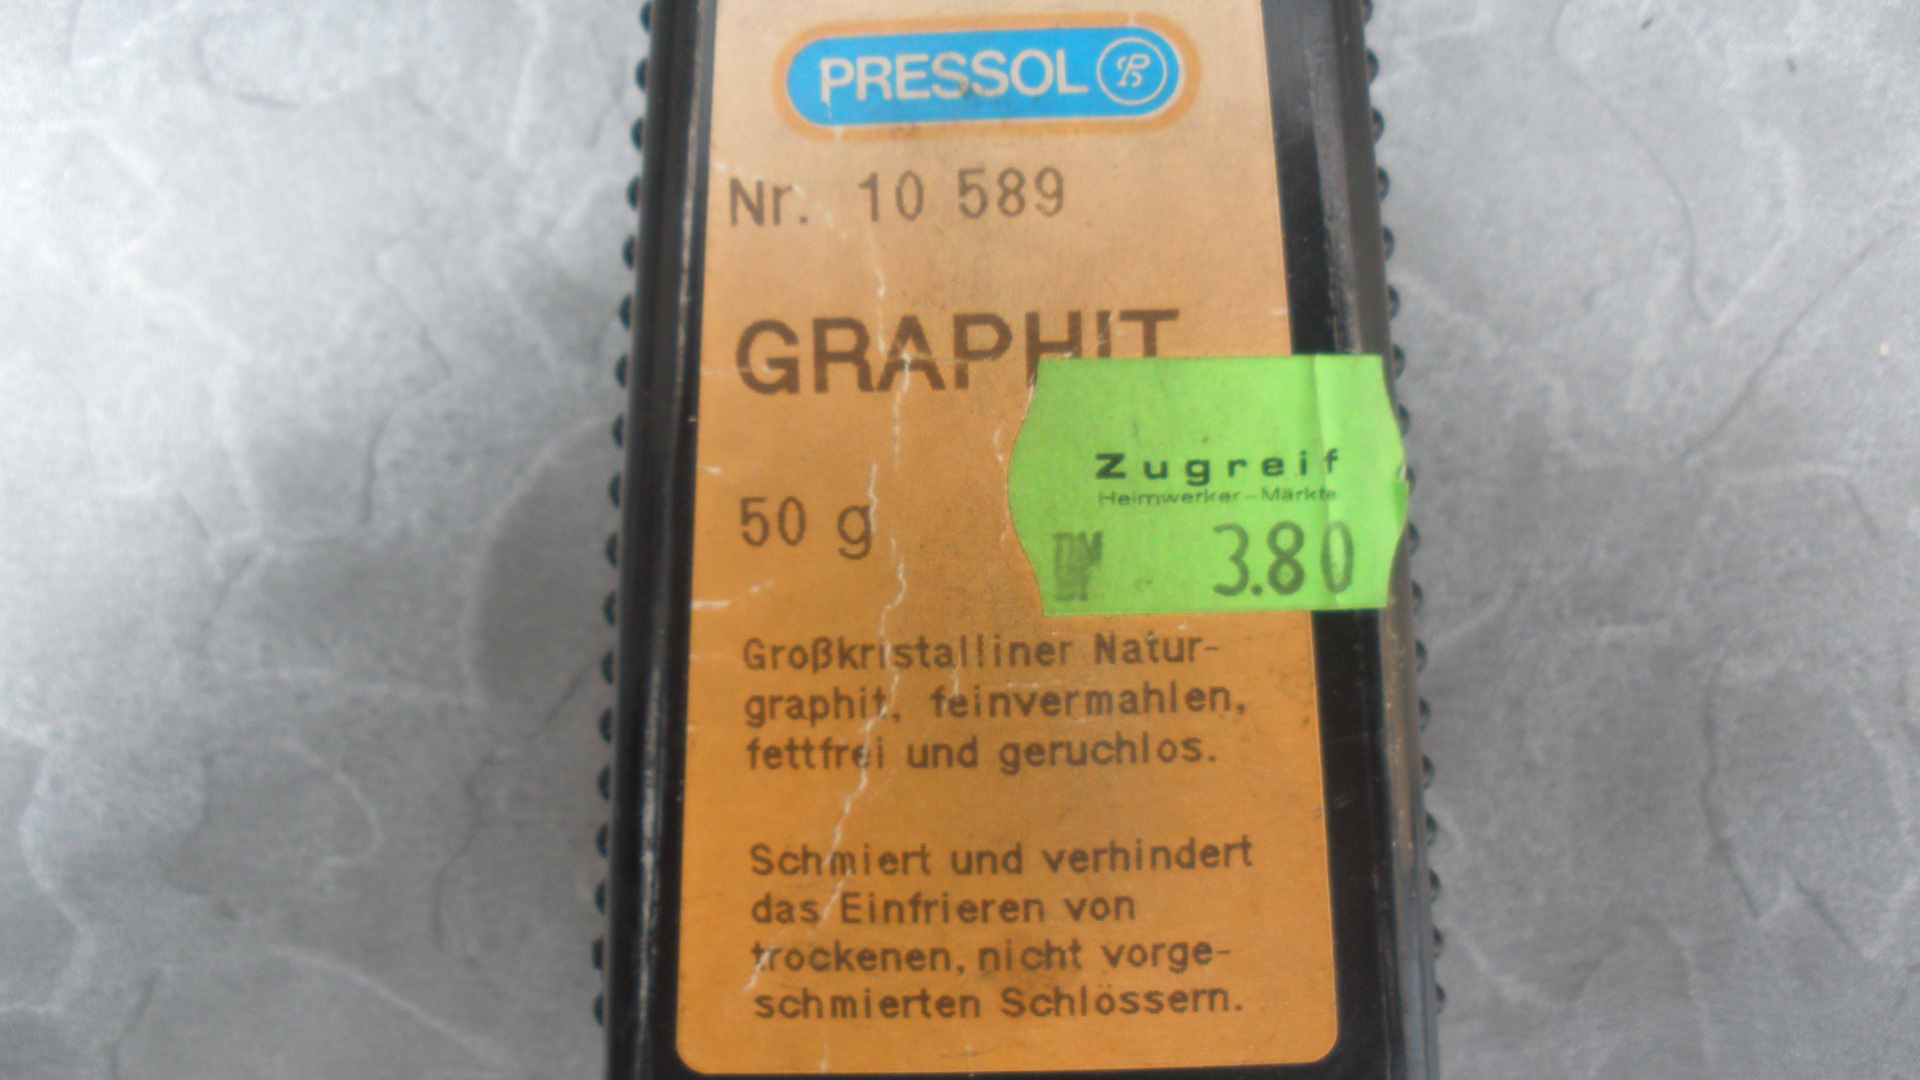 PRESSOL
Nr. 10 589
GRAPHIT
50 g
Zugreif
Heimwerker-Märkte
DM 3.80
Großkristalliner Natur-
graphit, feinvermahlen,
fettfrei und geruchlos.
Schmiert und verhindert
das Einfrieren von
trockenen, nicht vorge-
schmierten Schlössern.